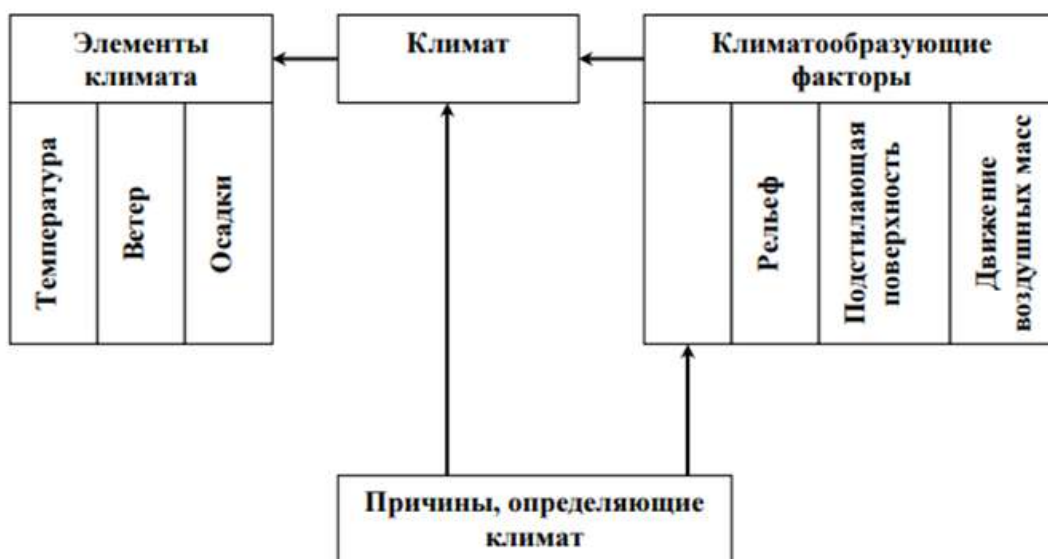 Элементы
климата
Климат
Климатообразующие
факторы
Температура
Ветер
Осадки
Рельеф
Подстилающая
поверхность
Движение
воздушных масс
Причины, определяющие
климат